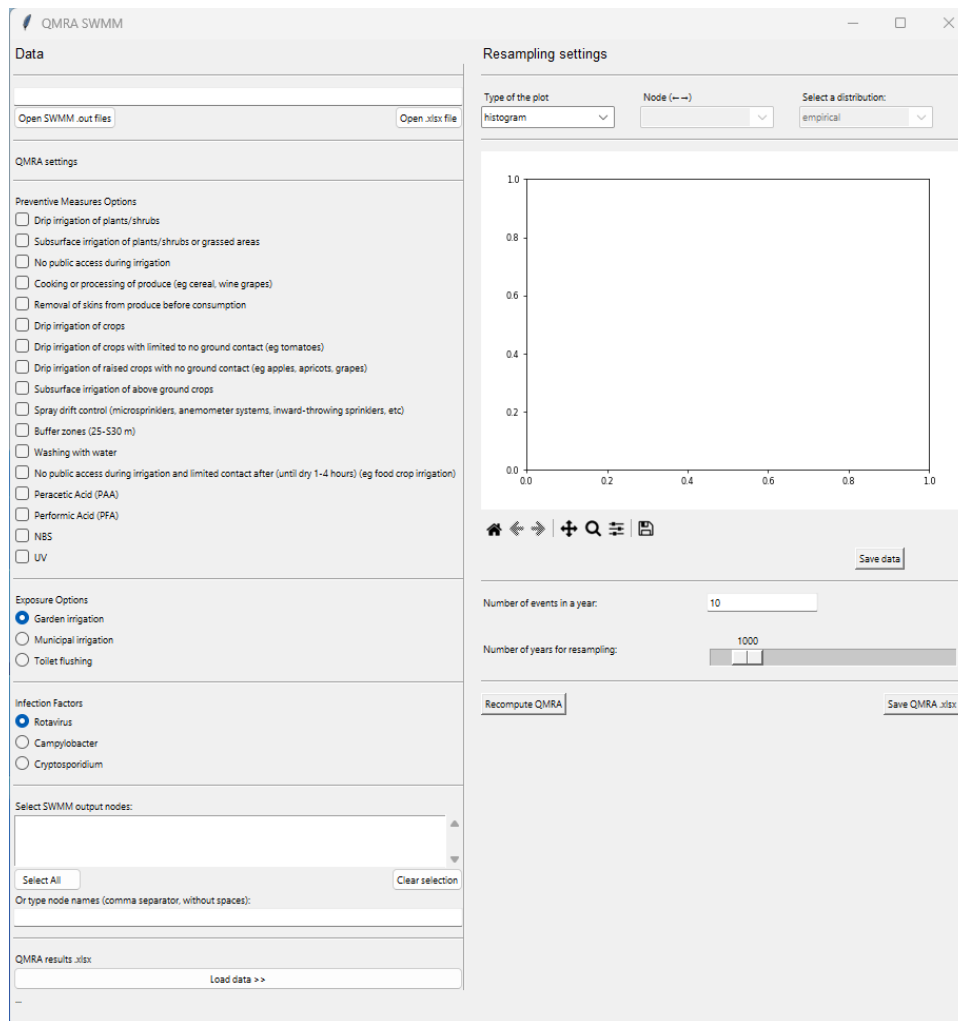 QMRA SWMM
Data
Open SWMM .out files
Open .xlsx file
QMRA settings
Preventive Measures Options
Drip irrigation of plants/shrubs
Subsurface irrigation of plants/shrubs or grassed areas
No public access during irrigation
Cooking or processing of produce (eg cereal, wine grapes)
Removal of skins from produce before consumption
Drip irrigation of crops
Drip irrigation of crops with limited to no ground contact (eg tomatoes)
Drip irrigation of raised crops with no ground contact (eg apples, apricots, grapes)
Subsurface irrigation of above ground crops
Spray drift control (microsprinklers, anemometer systems, inward-throwing sprinklers, etc)
Buffer zones (25-S30 m)
Washing with water
No public access during irrigation and limited contact after (until dry 1-4 hours) (eg food crop irrigation)
Peracetic Acid (PAA)
Performic Acid (PFA)
NBS
UV
Exposure Options
Garden irrigation
Municipal irrigation
Toilet flushing
Infection Factors
Rotavirus
Campylobacter
Cryptosporidium
Select SWMM output nodes:
Select All
Clear selection
Or type node names (comma separator, without spaces):
QMRA results .xlsx
Load data >>
--
Resampling settings
Type of the plot
Node (←→)
Select a distribution:
histogram
empirical
1.0
0.8
0.6
0.4
0.2
0.0
0.0 0.2 0.4 0.6 0.8 1.0
Save data
Number of events in a year:
10
1000
Number of years for resampling:
Recompute QMRA
Save QMRA .xlsx